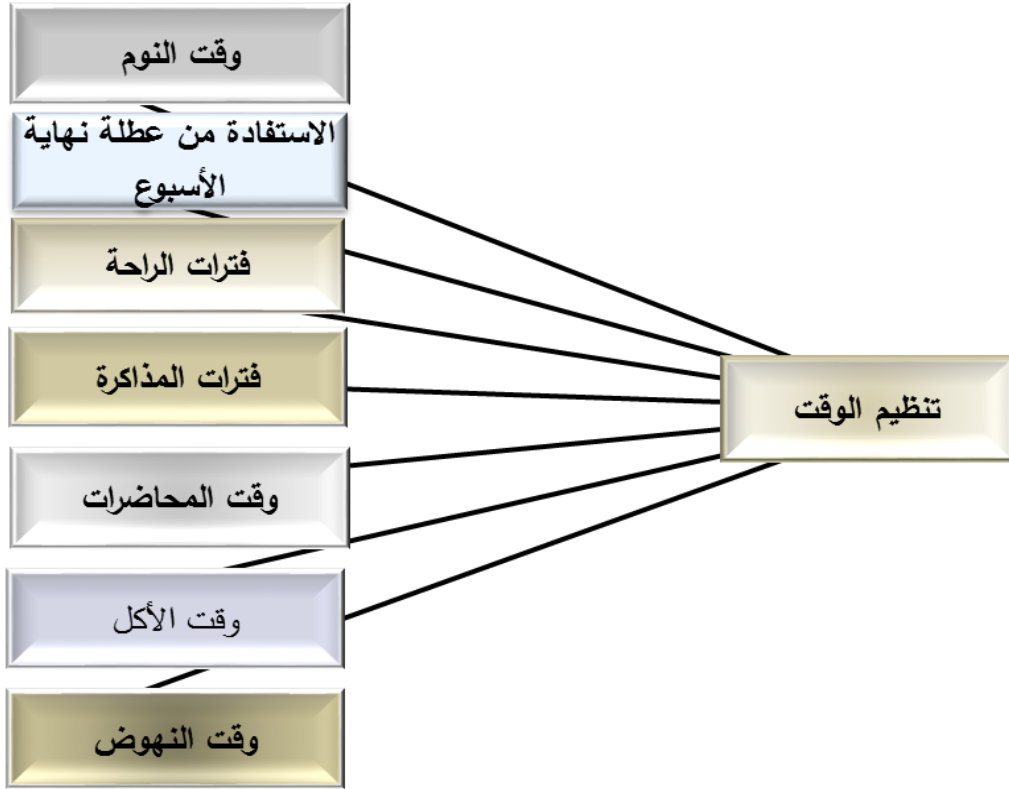 وقت النوم
الاستفادة من عطلة نهاية
الأسبوع
فترات الراحة
فترات المذاكرة
تنظيم الوقت
وقت المحاضرات
وقت الأكل
وقت النهوض